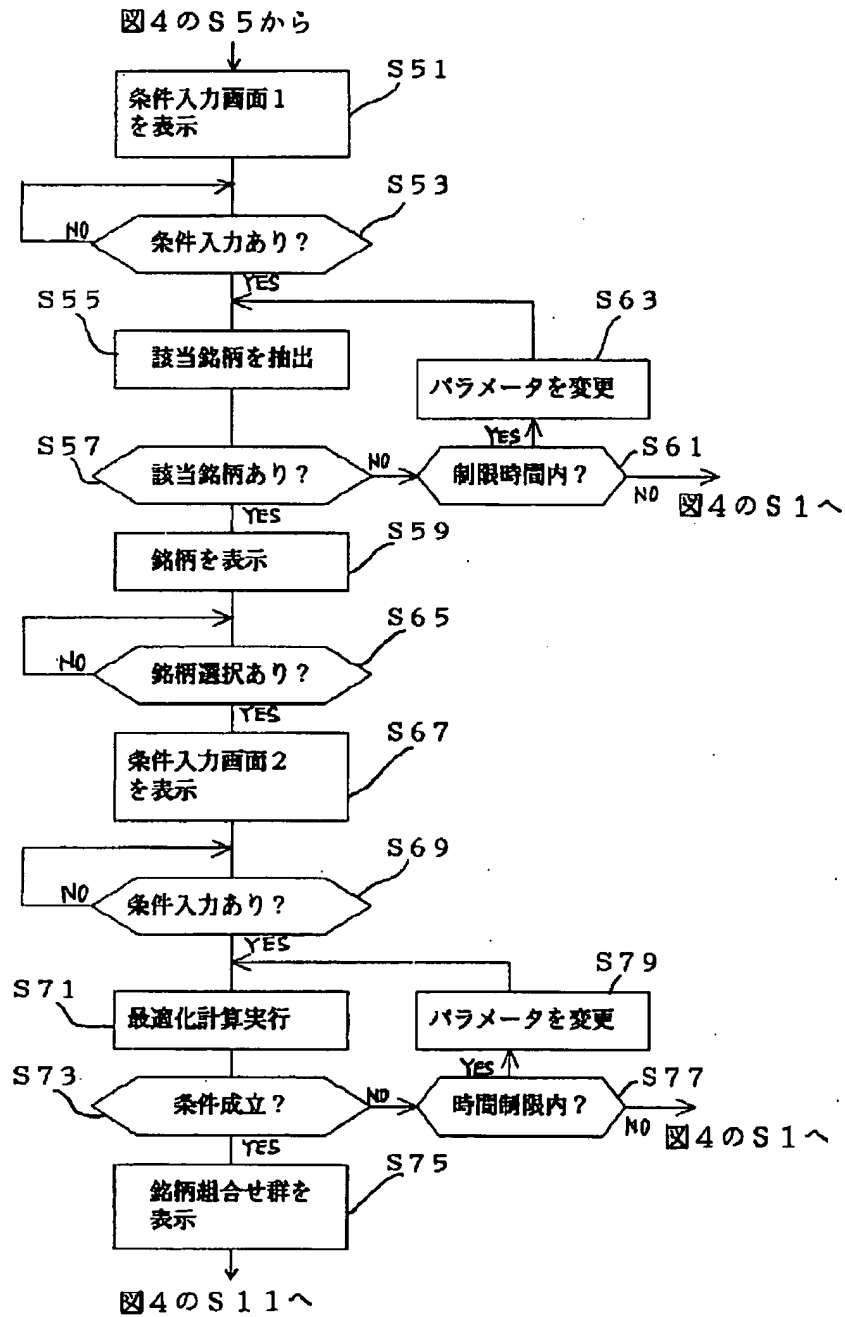 図4のS5から
S51
条件入力画面1
を表示
S53
NO
条件入力あり?
YES
S55
S63
該当銘柄を抽出
パラメータを変更
S57
YES
S61
該当銘柄あり?
NO
制限時間内?
NO
図4のS1へ
YES
S59
銘柄を表示
S65
NO
銘柄選択あり?
YES
S67
条件入力画面2
を表示
S69
NO
条件入力あり?
YES
S79
S71
最適化計算実行
パラメータを変更
S73
YES
S77
条件成立?
NO
時間制限内?
NO
図4のS1へ
YES
S75
銘柄組合せ群を
表示
図4のS11へ